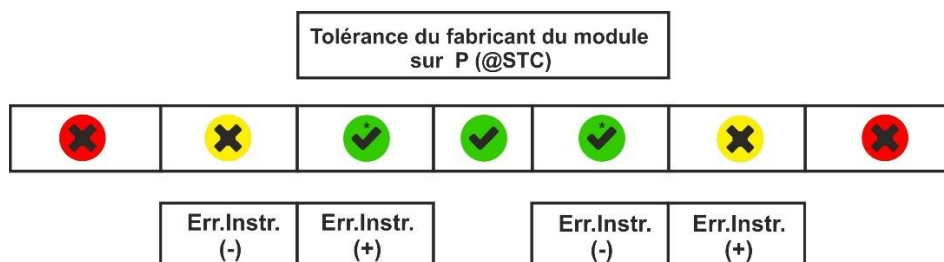 Tolérance du fabricant du module
sur P (@STC)
* *
Err.Instr. Err.Instr. Err.Instr. Err.Instr.
(-) (+) (-) (+)